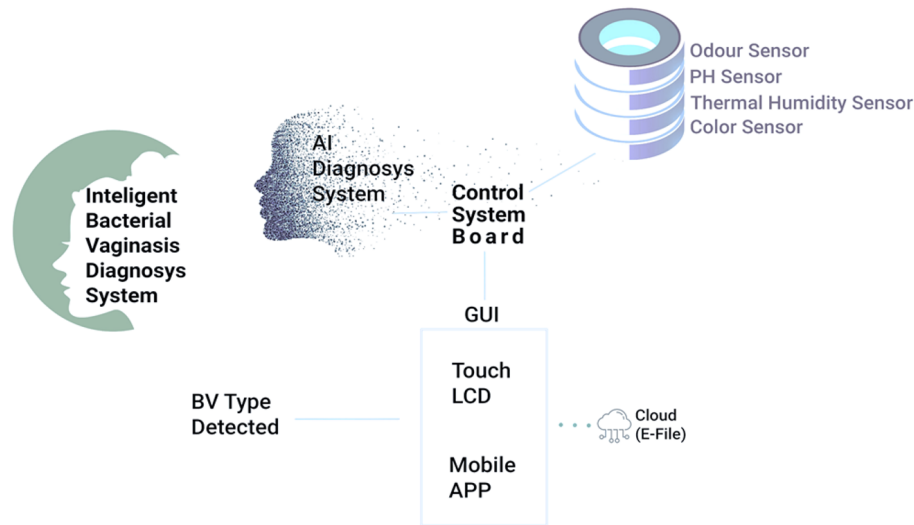 Inteligent
Bacterial
Vaginasis
Diagnosys
System
AI
Diagnosys
System
Control
System
Board
Odour Sensor
PH Sensor
Thermal Humidity Sensor
Color Sensor
GUI
Touch
LCD
Mobile
APP
BV Type
Detected
Cloud
(E-File)